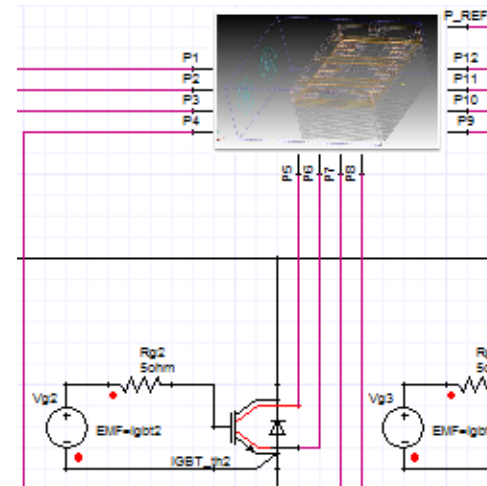 P_REF
P1
P12
P2
P11
P3
P10
P4
P9
P5
P6
P7
P8
Rg2
5ohm
Vg2
EMF=Igbt2
IGBT_th2
Vg3